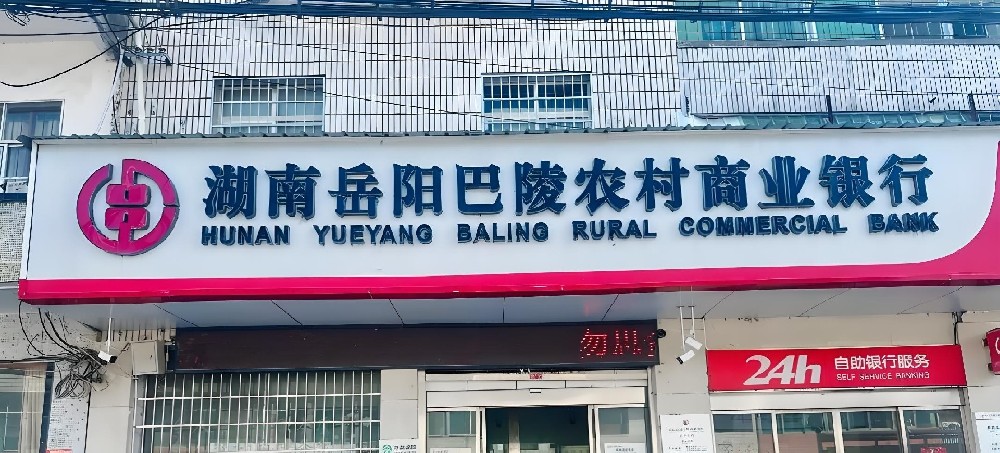 湖南岳阳巴陵农村商业银行
HUNAN YUEYANG BALING RURAL COMMERCIAL BANK
勿
24h 自助银行服务
SELF SERVICE BANKING